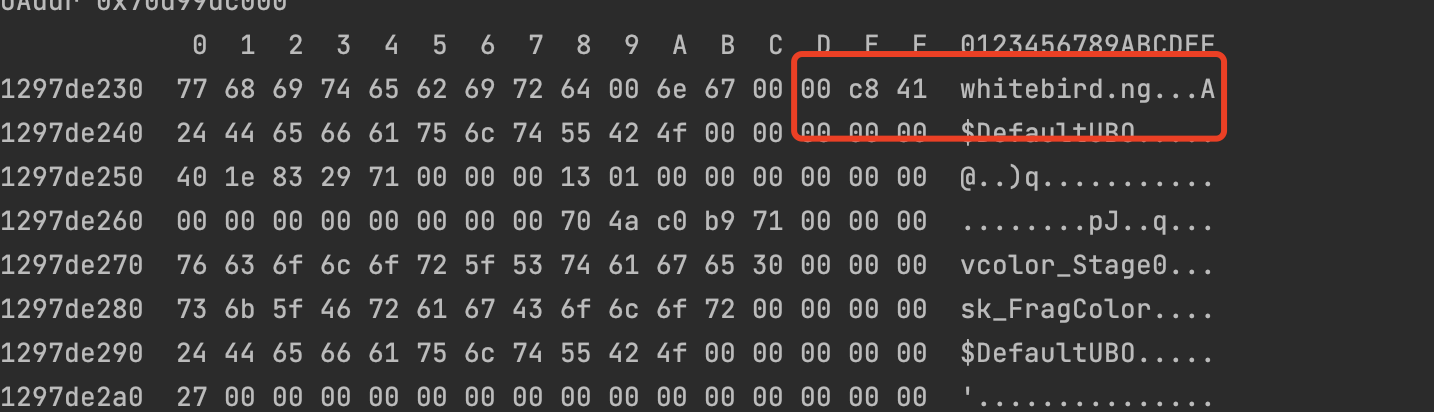 0Addr 0x70d99dc000
0 1 2 3 4 5 6 7 8 9 A B C D E F 0123456789ABCDEF
1297de230 77 68 69 74 65 62 69 72 64 00 6e 67 00 00 c8 41 whitebird.ng...A
1297de240 24 44 65 66 61 75 6c 74 55 42 4f 00 00 00 00 00 $DefaultUBO.....
1297de250 40 1e 83 29 71 00 00 00 13 01 00 00 00 00 00 00 @..)q...........
1297de260 00 00 00 00 00 00 00 00 70 4a c0 b9 71 00 00 00 ........pJ..q...
1297de270 76 63 6f 6c 6f 72 5f 53 74 61 67 65 30 00 00 00 vcolor_Stage0...
1297de280 73 6b 5f 46 72 61 67 43 6f 6c 6f 72 00 00 00 00 sk_FragColor....
1297de290 24 44 65 66 61 75 6c 74 55 42 4f 00 00 00 00 00 $DefaultUBO.....
1297de2a0 27 00 00 00 00 00 00 00 00 00 00 00 00 00 00 00 '...............